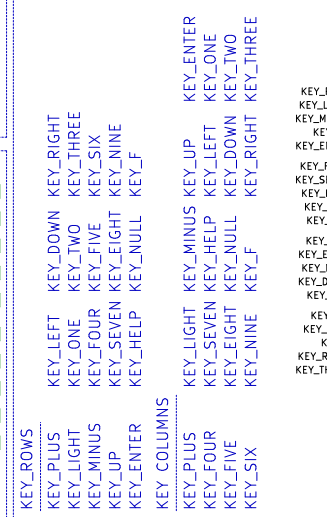 KEY_ROWS
KEY_PLUS KEY_LEFT KEY_DOWN KEY_RIGHT
KEY_LIGHT KEY_ONE KEY_TWO KEY_THREE
KEY_MINUS KEY_FOUR KEY_FIVE KEY_SIX
KEY_UP KEY_SEVEN KEY_EIGHT KEY_NINE
KEY_ENTER KEY_HELP KEY_NULL KEY_F
KEY COLUMNS
KEY_PLUS KEY_LIGHT KEY_MINUS KEY_UP KEY_ENTER
KEY_FOUR KEY_SEVEN KEY_HELP KEY_LEFT KEY_ONE
KEY_FIVE KEY_EIGHT KEY_NULL KEY_DOWN KEY_TWO
KEY_SIX KEY_NINE KEY_F KEY_RIGHT KEY_THREE